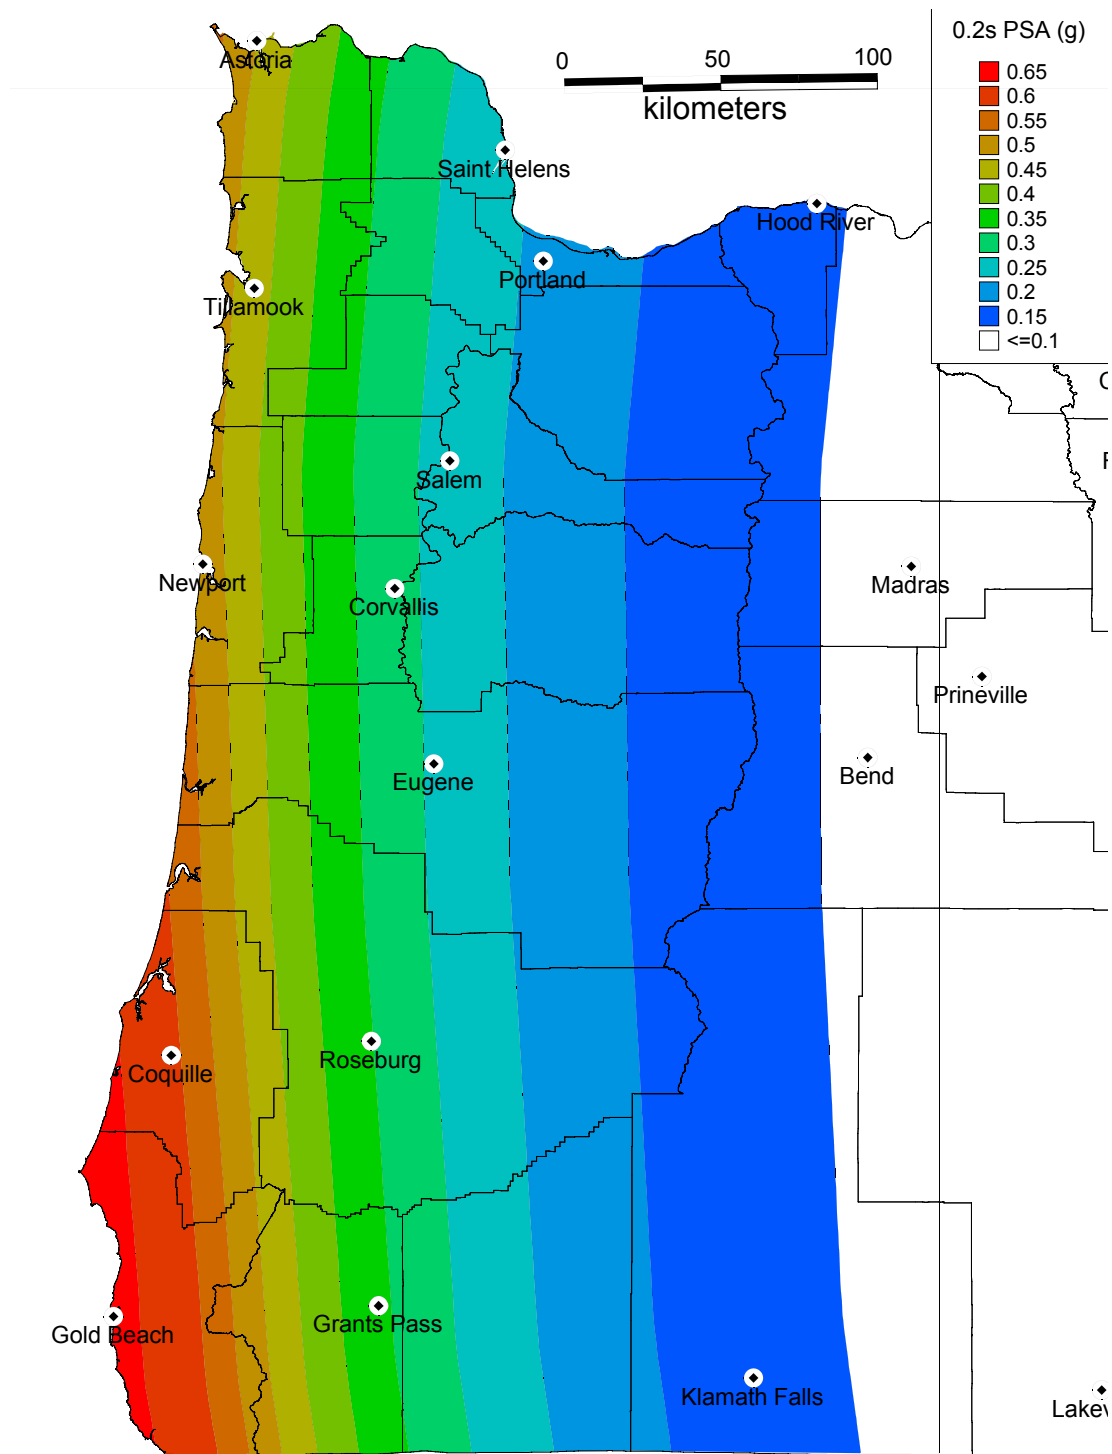 0.2s PSA (g)
0.65
0.6
0.55
0.5
0.45
0.4
0.35
0.3
0.25
0.2
0.15
<=0.1
0 50 100
kilometers
Astoria
Saint Helens
Hood River
Portland
Tillamook
Salem
Newport
Corvallis
Madras
Prineville
Eugene
Bend
Roseburg
Coquille
Grants Pass
Gold Beach
Klamath Falls